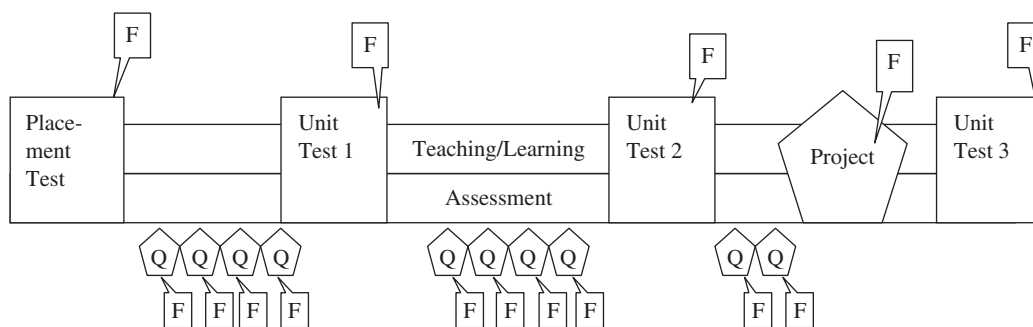 F F F F F
Place-
ment
Test
Unit
Test 1
Teaching/Learning
Assessment
Unit
Test 2
Project
Unit
Test 3
Q Q Q Q Q Q Q Q Q Q
F F F F F F F F F F